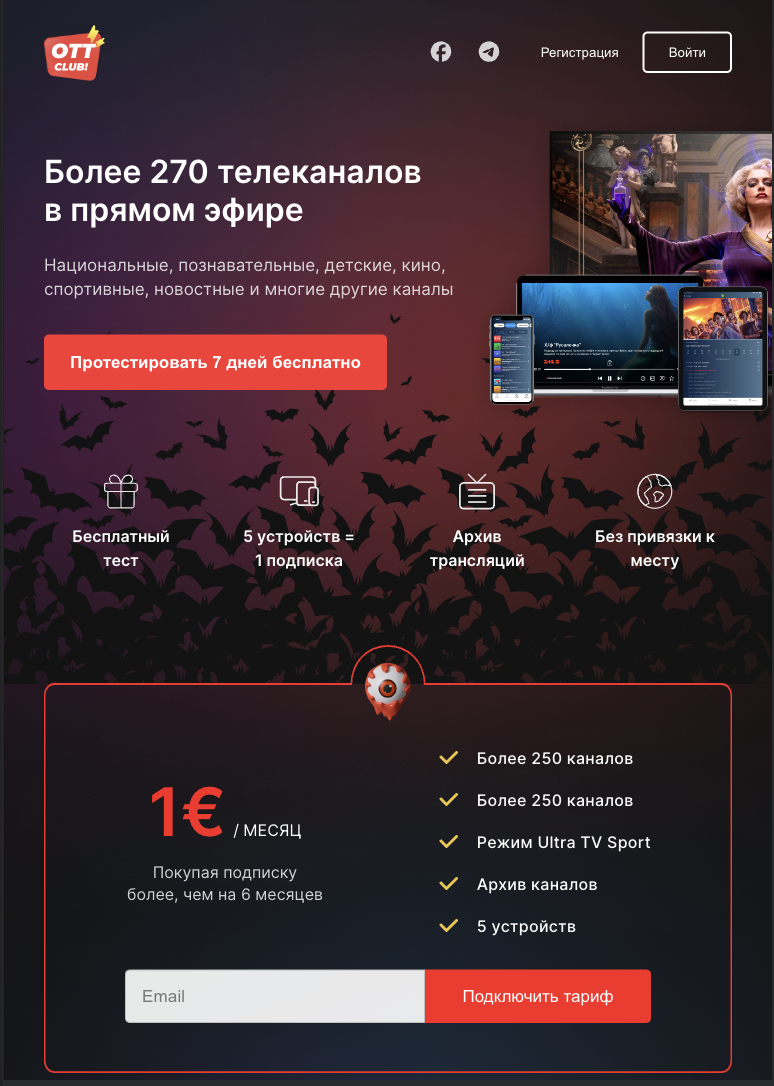 OTT
CLUB!
Регистрация
Войти
Более 270 телеканалов
в прямом эфире
Национальные, познавательные, детские, кино,
спортивные, новостные и многие другие каналы
Протестировать 7 дней бесплатно
Х/ф "Русалочка"
Бесплатный
тест
5 устройств =
1 подписка
Архив
трансляций
Без привязки к
месту
1€ / МЕСЯЦ
Покупая подписку
более, чем на 6 месяцев
Более 250 каналов
Более 250 каналов
Режим Ultra TV Sport
Архив каналов
5 устройств
Email
Подключить тариф